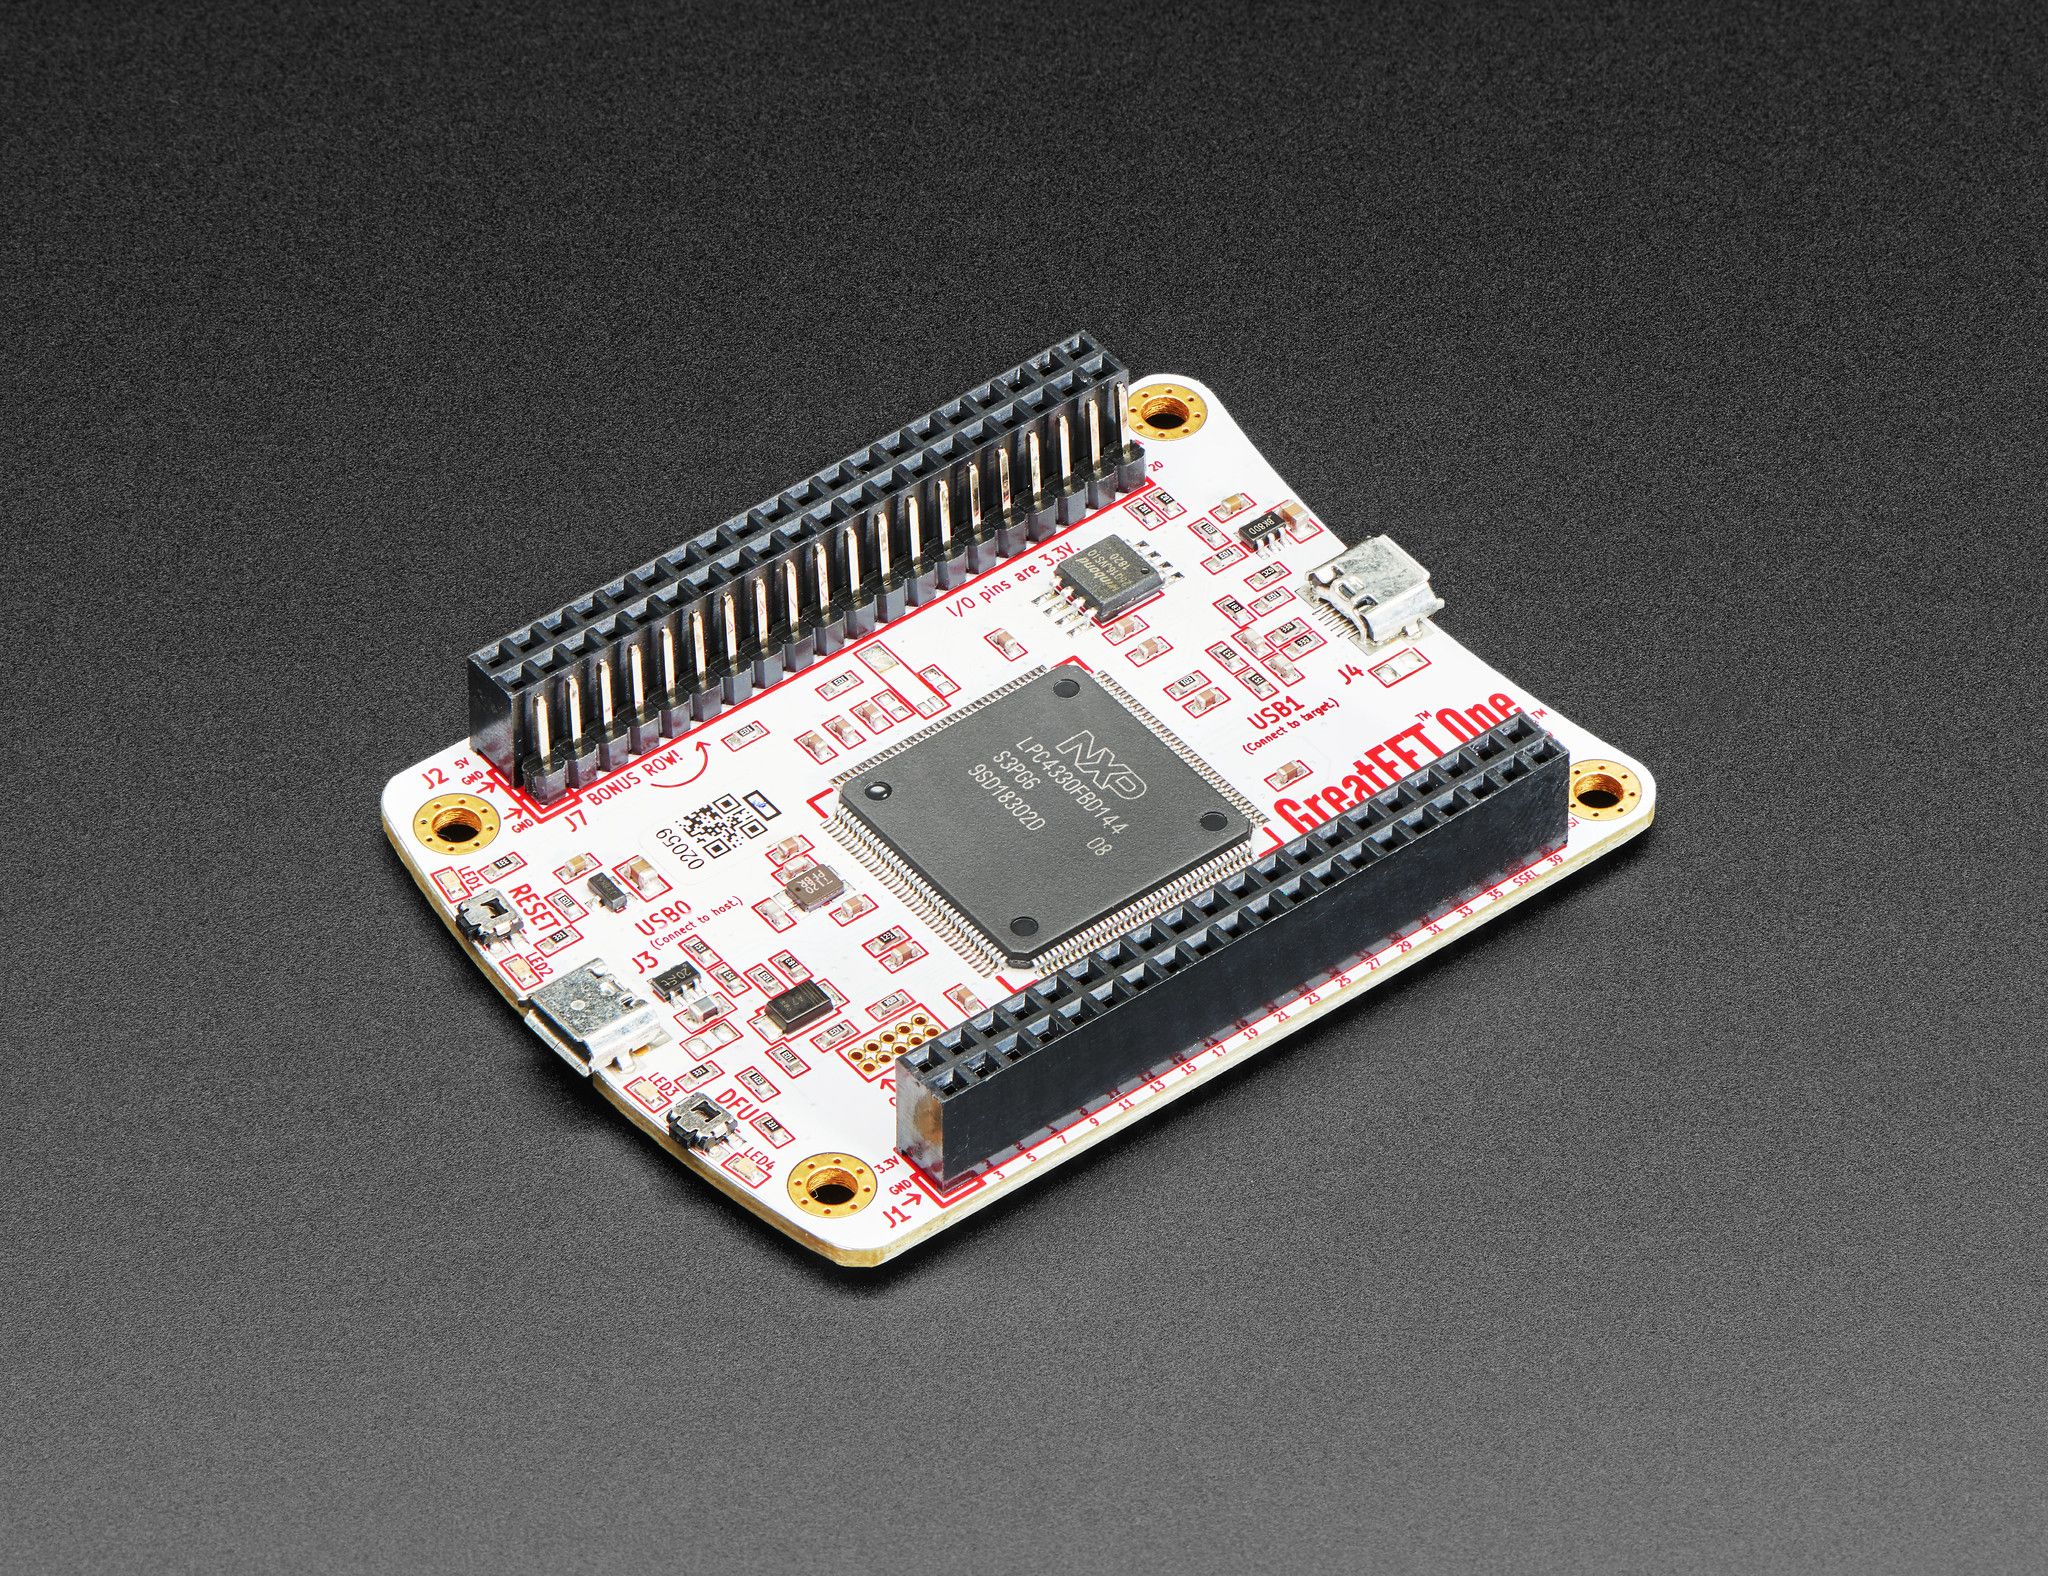 20
I/O pins are 3.3V.
winbond
J4
USB1
(Connect to target.)
GreatFET One™
J2
5V
GND
GND
J7
BONUS ROW!
02059
NXP
LPC4330FBD144
S3PG6 08
9SD18302D
LED1
RESET
LED2
USB0
(Connect to host.)
J3
LED3
DFU
LED4
3.3V
GND
J1
3
5
7
9
11
13
15
17
19
21
23
25
27
29
31
33
35
SSEL
39